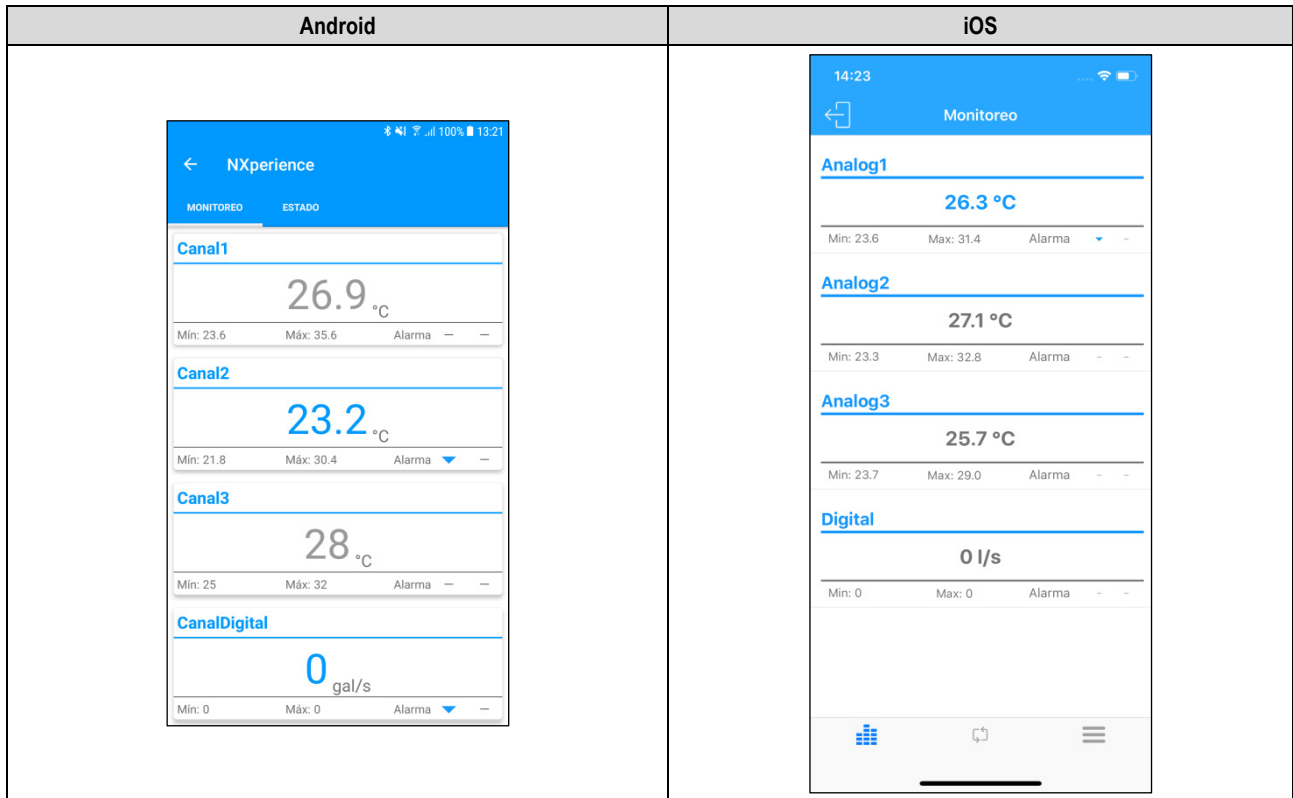 Android
iOS
100% 13:21
NXperience
MONITOREO ESTADO
Canal1
26.9 °C
Mín: 23.6 Máx: 35.6 Alarma — —
Canal2
23.2 °C
Mín: 21.8 Máx: 30.4 Alarma —
Canal3
28 °C
Mín: 25 Máx: 32 Alarma — —
CanalDigital
0 gal/s
Mín: 0 Máx: 0 Alarma —
14:23
Monitoreo
Analog1
26.3 °C
Min: 23.6 Max: 31.4 Alarma -
Analog2
27.1 °C
Min: 23.3 Max: 32.8 Alarma - -
Analog3
25.7 °C
Min: 23.7 Max: 29.0 Alarma - -
Digital
0 l/s
Min: 0 Max: 0 Alarma - -